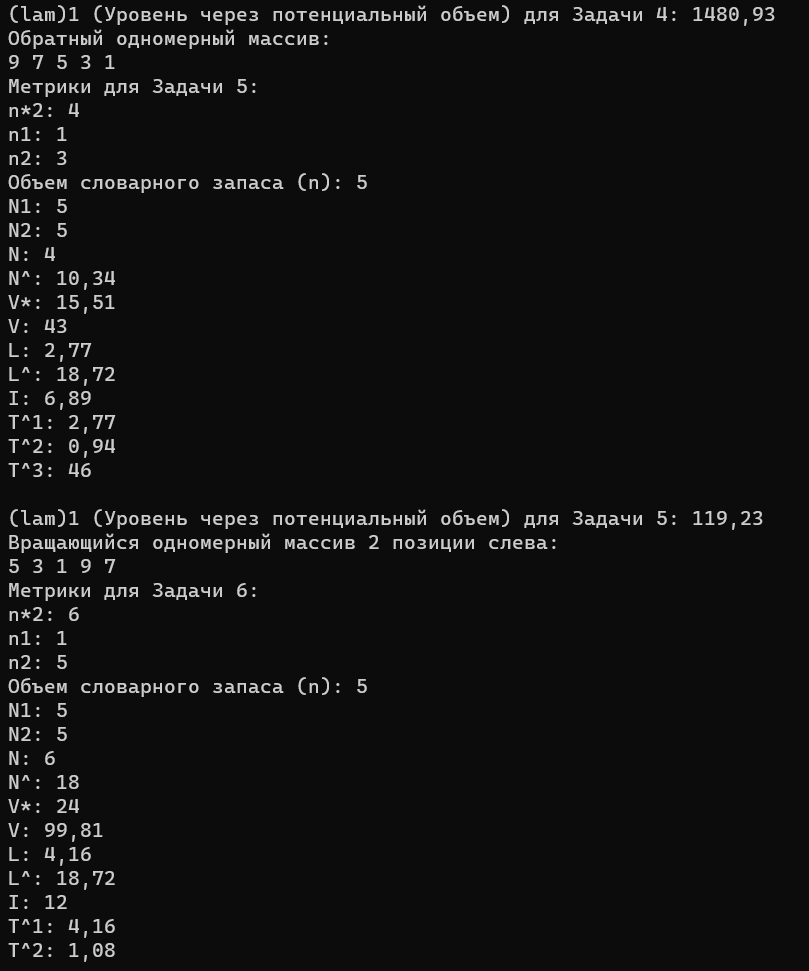 (lam)1 (Уровень через потенциальный объем) для Задачи 4: 1480,93
Обратный одномерный массив:
9 7 5 3 1
Метрики для Задачи 5:
n*2: 4
n1: 1
n2: 3
Объем словарного запаса (n): 5
N1: 5
N2: 5
N: 4
N^: 10,34
V*: 15,51
V: 43
L: 2,77
L^: 18,72
I: 6,89
T^1: 2,77
T^2: 0,94
T^3: 46
(lam)1 (Уровень через потенциальный объем) для Задачи 5: 119,23
Вращающийся одномерный массив 2 позиции слева:
5 3 1 9 7
Метрики для Задачи 6:
n*2: 6
n1: 1
n2: 5
Объем словарного запаса (n): 5
N1: 5
N2: 5
N: 6
N^: 18
V*: 24
V: 99,81
L: 4,16
L^: 18,72
I: 12
T^1: 4,16
T^2: 1,08